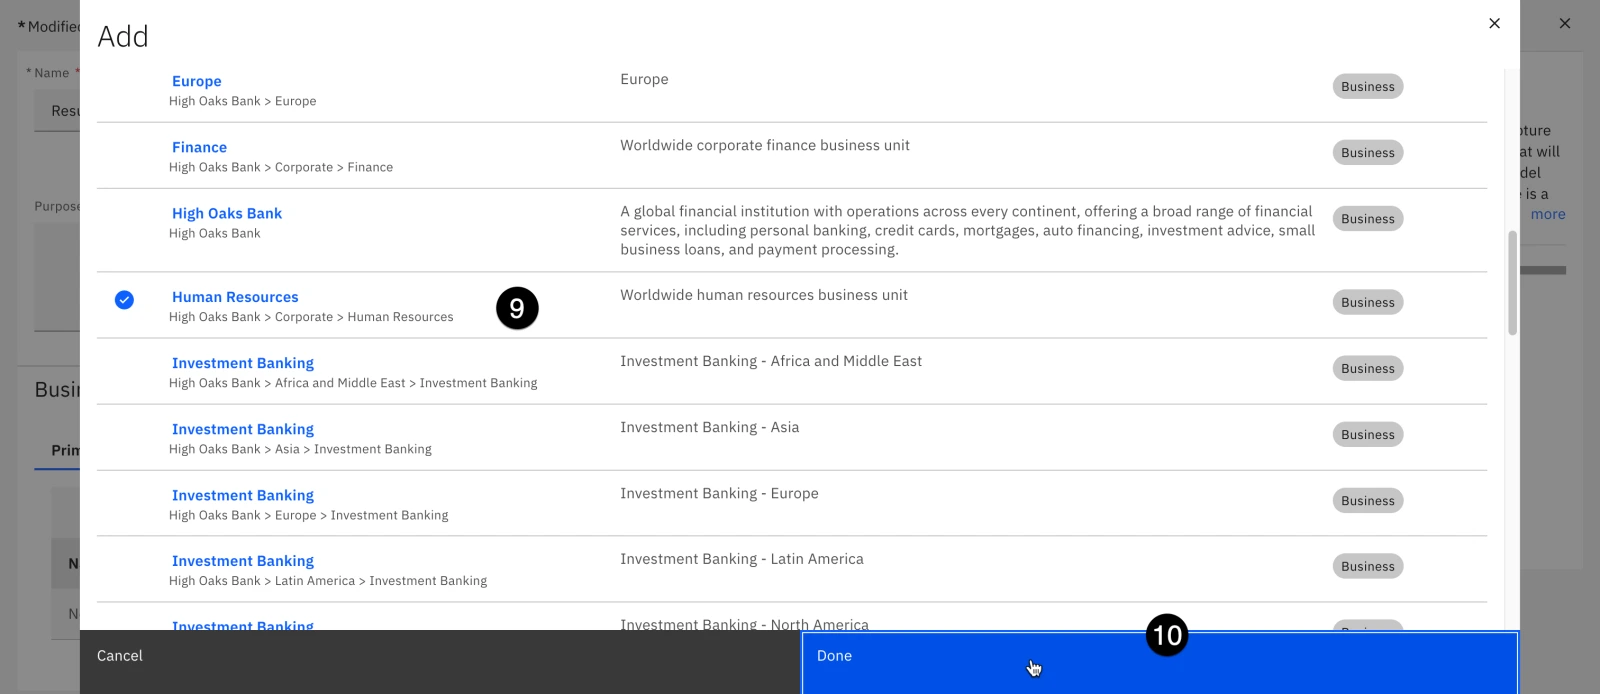 * Modified
Add
* Name *
Resu
Purpose
Busin
Prim
Europe
High Oaks Bank > Europe
Europe
Business
Finance
High Oaks Bank > Corporate > Finance
Worldwide corporate finance business unit
Business
High Oaks Bank
High Oaks Bank
A global financial institution with operations across every continent, offering a broad range of financial
services, including personal banking, credit cards, mortgages, auto financing, investment advice, small
business loans, and payment processing.
Business
Human Resources
High Oaks Bank > Corporate > Human Resources
9
Worldwide human resources business unit
Business
Investment Banking
High Oaks Bank > Africa and Middle East > Investment Banking
Investment Banking - Africa and Middle East
Business
Investment Banking
High Oaks Bank > Asia > Investment Banking
Investment Banking - Asia
Business
Investment Banking
High Oaks Bank > Europe > Investment Banking
Investment Banking - Europe
Business
Investment Banking
High Oaks Bank > Latin America > Investment Banking
Investment Banking - Latin America
Business
Investment Banking
Investment Banking - North America
pture
at will
del
is a
more
Cancel
Done
10